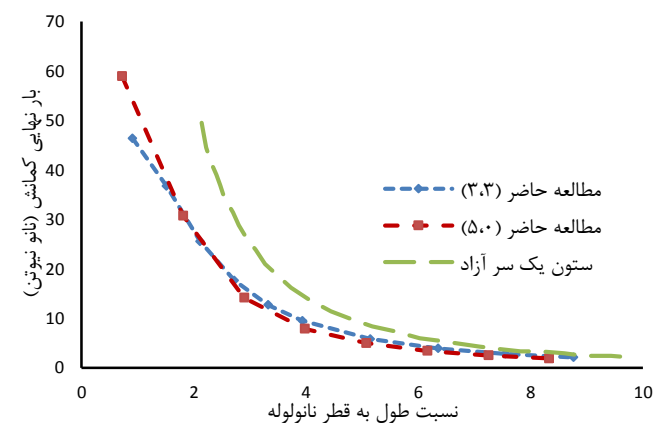 70
60
50
40
30
20
10
0
بار نهایی کمانش (نانو نیوتن)
مطالعه حاضر (۳،۳)
مطالعه حاضر (۵،۰)
ستون یک سر آزاد
0 2 4 6 8 10
نسبت طول به قطر نانولوله